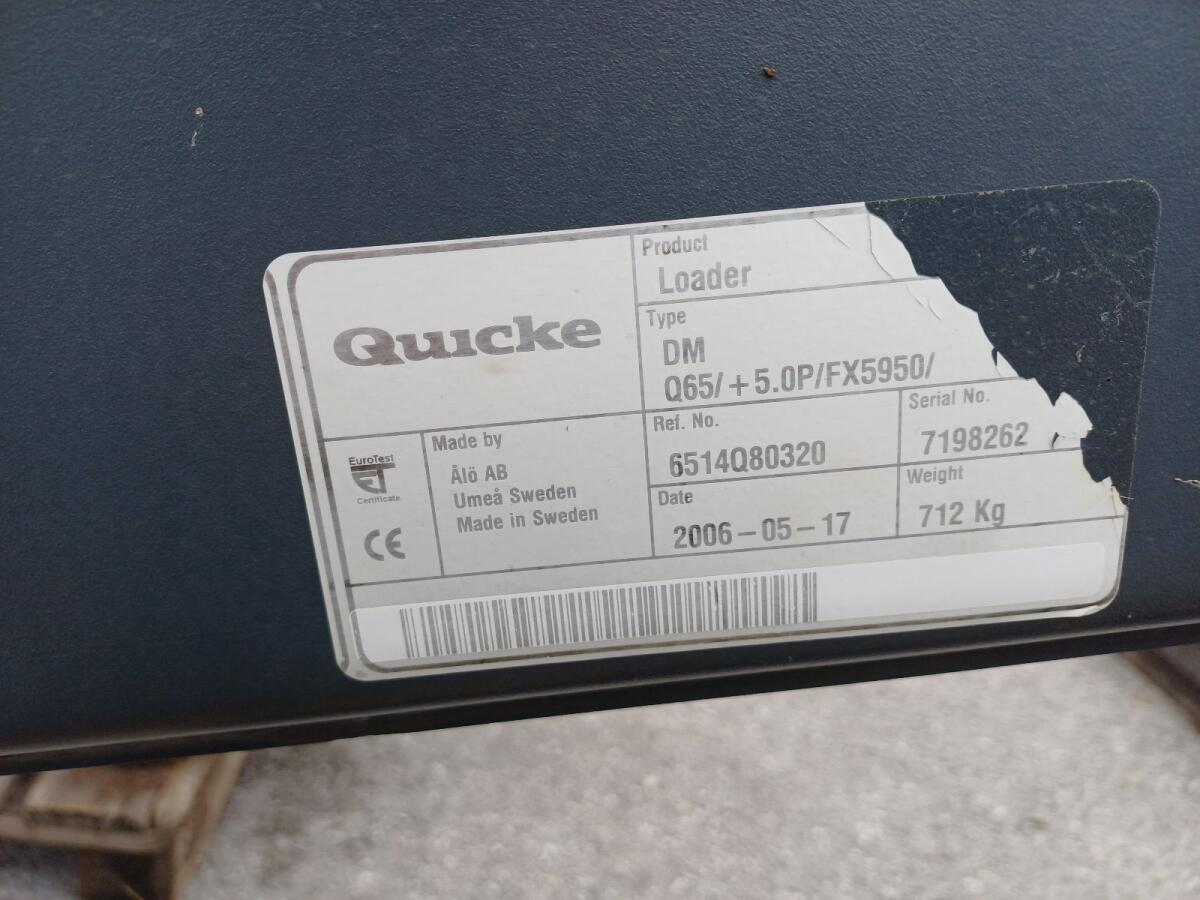 Quicke
Product
Loader
Type
DM
Q65/+5.0P/FX5950/
EuroTest
ET
Certificate
CE
Made by
Ålö AB
Umeå Sweden
Made in Sweden
Ref. No.
6514Q80320
Serial No.
7198262
Date
2006-05-17
Weight
712 Kg